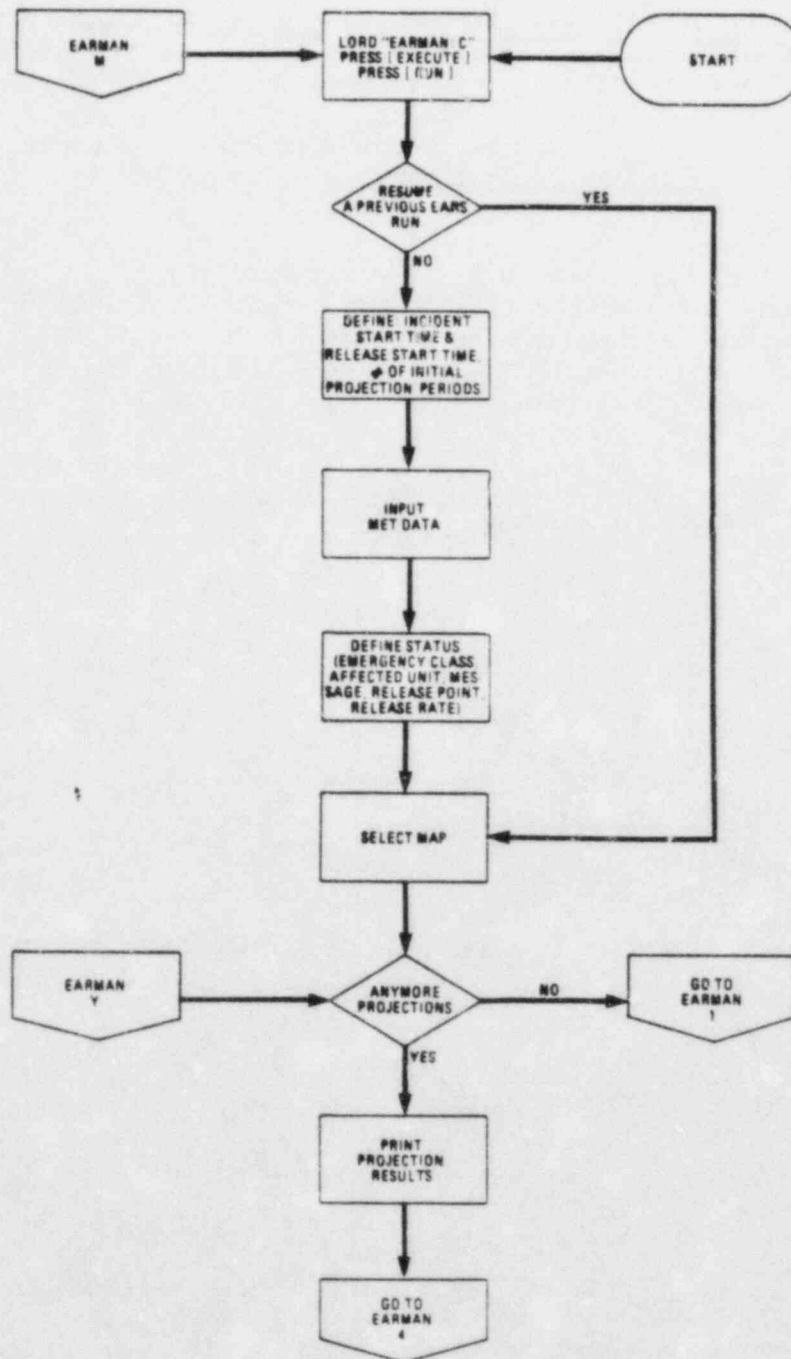 EARMAN
M
LORD "EARMAN C"
PRESS [ EXECUTE ]
PRESS [ RUN ]
START
RESUME
A PREVIOUS EARS
RUN
YES
NO
DEFINE: INCIDENT
START TIME &
RELEASE START TIME,
# OF INITIAL
PROJECTION PERIODS
INPUT
MET DATA
DEFINE STATUS
(EMERGENCY CLASS,
AFFECTED UNIT, MES
SAGE, RELEASE POINT,
RELEASE RATE)
SELECT MAP
EARMAN
Y
ANYMORE
PROJECTIONS
NO
GO TO
EARMAN
1
YES
PRINT
PROJECTION
RESULTS
GO TO
EARMAN
4